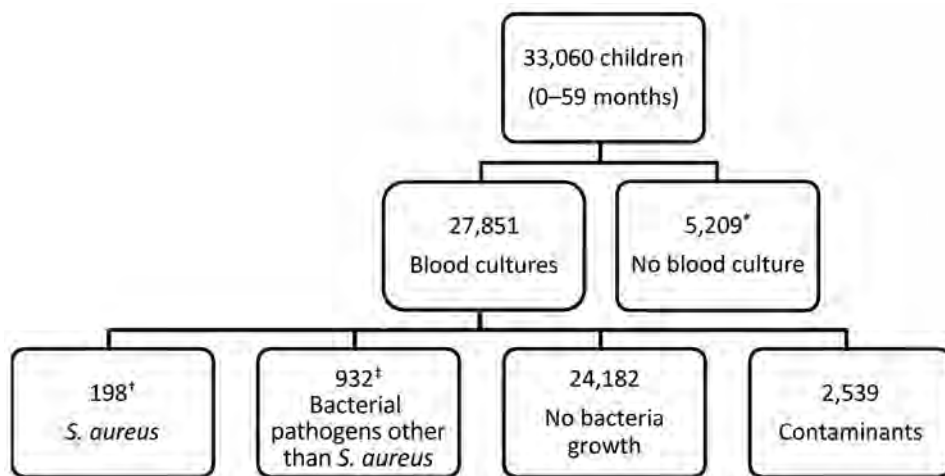 33,060 children
(0–59 months)
27,851
Blood cultures
5,209*
No blood culture
198†
S. aureus
932‡
Bacterial
pathogens other
than S. aureus
24,182
No bacteria
growth
2,539
Contaminants